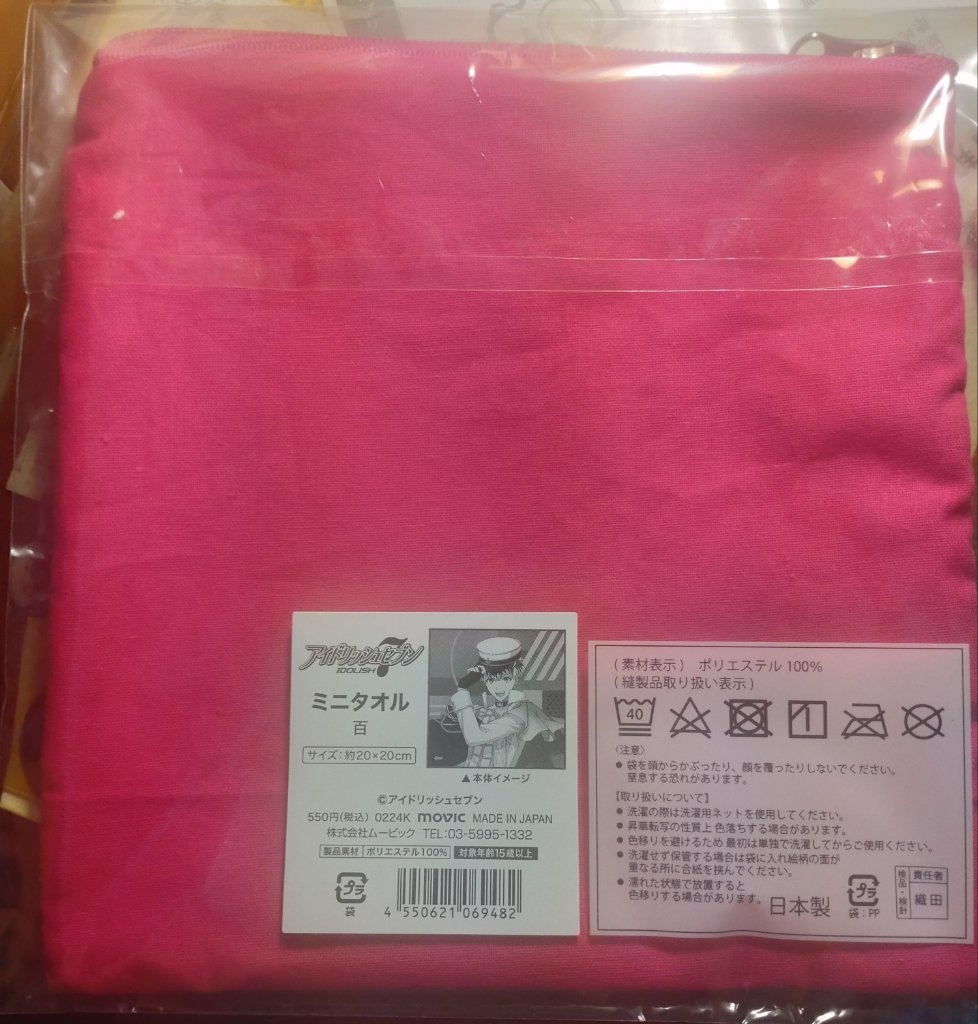 アイドリッシュセブン
IDOLISH7
ミニタオル
百
サイズ：約20×20cm
▲本体イメージ
©アイドリッシュセブン
550円(税込) 0224K movic MADE IN JAPAN
株式会社ムービック TEL：03-5995-1332
製品素材 ポリエステル100% 対象年齢15歳以上
プラ
袋
4 550621 069482
(素材表示) ポリエステル 100%
(縫製品取り扱い表示)
40
〈注意〉
● 袋を頭からかぶったり、顔を覆ったりしないでください。
窒息する恐れがあります。
【取り扱いについて】
● 洗濯の際は洗濯用ネットを使用してください。
● 昇華転写の性質上 色落ちする場合があります。
● 色移りを避けるため 最初は単独で洗濯してからご使用ください。
● 洗濯せず保管する場合は袋に入れ絵柄の面が
重なる所に合紙を挟んでください。
● 濡れた状態で放置すると
色移りする場合があります。
日本製
プラ
袋：PP
検品・検針
責任者
織田